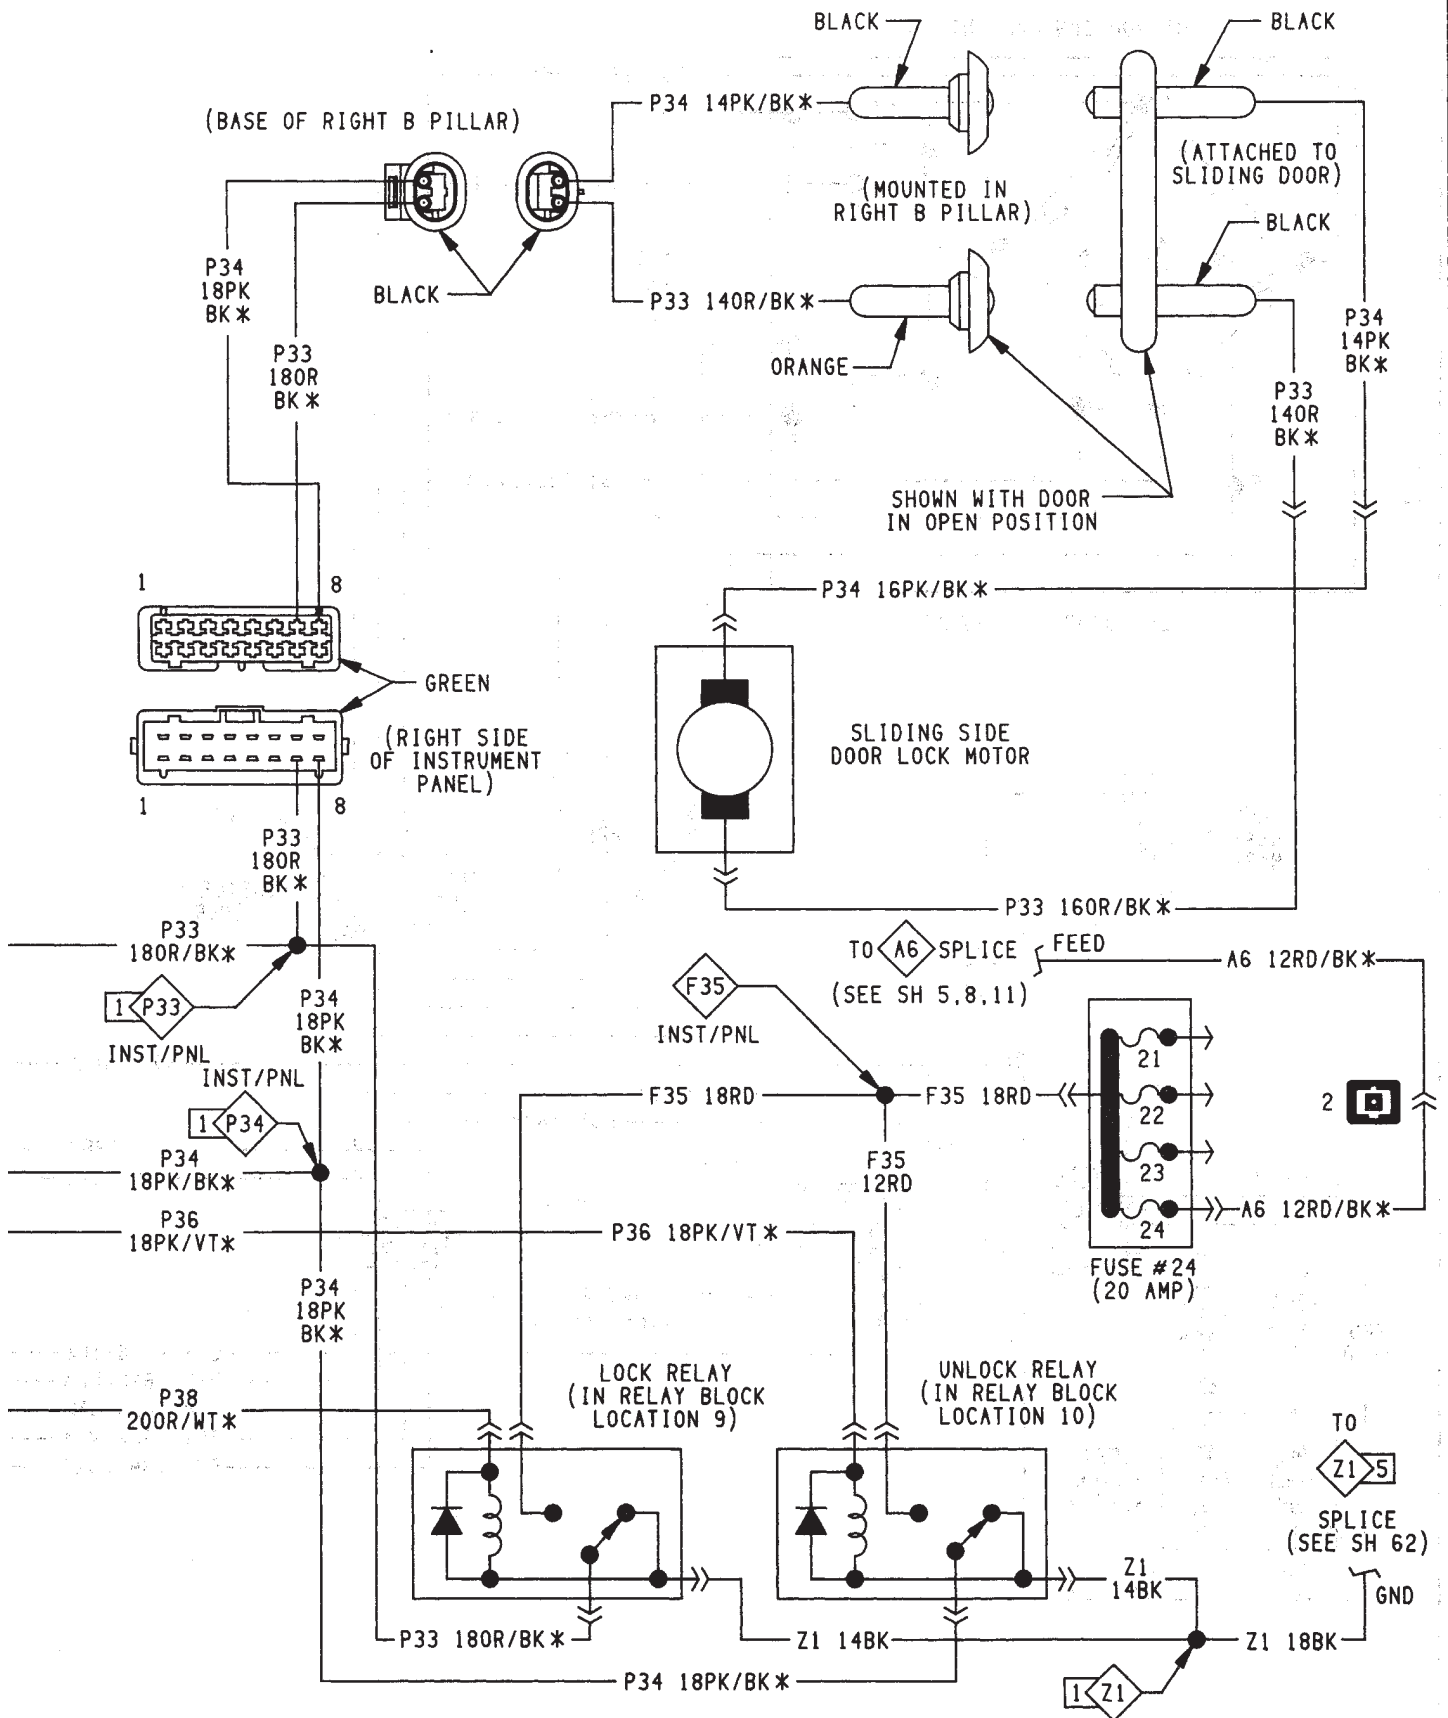 BLACK
BLACK
(BASE OF RIGHT B PILLAR)
P34 14PK/BK*
(ATTACHED TO
SLIDING DOOR)
(MOUNTED IN
RIGHT B PILLAR)
BLACK
P34
18PK
BK*
BLACK
P33 14OR/BK*
P33
18OR
BK*
ORANGE
P34
14PK
BK*
P33
14OR
BK*
SHOWN WITH DOOR
IN OPEN POSITION
1
8
P34 16PK/BK*
GREEN
(RIGHT SIDE
OF INSTRUMENT
PANEL)
SLIDING SIDE
DOOR LOCK MOTOR
1
8
P33
18OR
BK*
P33 16OR/BK*
P33
18OR/BK*
TO A6 SPLICE
FEED
A6 12RD/BK*
(SEE SH 5,8,11)
1 P33
INST/PNL
P34
18PK
BK*
F35
INST/PNL
21
INST/PNL
1 P34
F35 18RD
F35 18RD
22
2
P34
18PK/BK*
F35
12RD
23
P36
18PK/VT*
P36 18PK/VT*
24
A6 12RD/BK*
FUSE #24
(20 AMP)
P34
18PK
BK*
LOCK RELAY
(IN RELAY BLOCK
LOCATION 9)
UNLOCK RELAY
(IN RELAY BLOCK
LOCATION 10)
P38
20OR/WT*
TO
Z1 5
SPLICE
(SEE SH 62)
GND
Z1
14BK
P33 18OR/BK*
Z1 14BK
Z1 18BK
P34 18PK/BK*
1 Z1